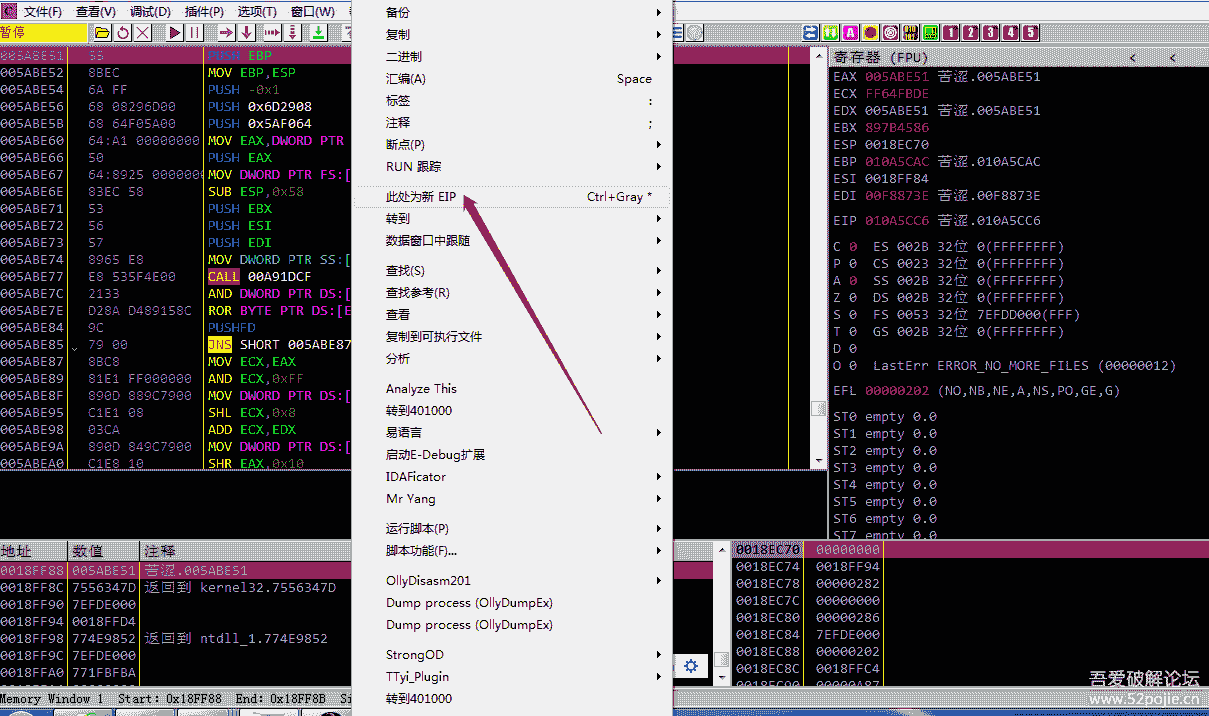 文件(F) 查看(V) 调试(D) 插件(P) 选项(T) 窗口(W)
暂停
A 1 2 3 4 5
005ABE51 55 PUSH EBP
005ABE52 8BEC MOV EBP,ESP
005ABE54 6A FF PUSH -0x1
005ABE56 68 08296D00 PUSH 0x6D2908
005ABE5B 68 64F05A00 PUSH 0x5AF064
005ABE60 64:A1 00000000 MOV EAX,DWORD PTR
005ABE66 50 PUSH EAX
005ABE67 64:8925 0000000 MOV DWORD PTR FS:[
005ABE6E 83EC 58 SUB ESP,0x58
005ABE71 53 PUSH EBX
005ABE72 56 PUSH ESI
005ABE73 57 PUSH EDI
005ABE74 8965 E8 MOV DWORD PTR SS:[
005ABE77 E8 535F4E00 CALL 00A91DCF
005ABE7C 2133 AND DWORD PTR DS:[
005ABE7E D28A D489158C ROR BYTE PTR DS:[E
005ABE84 9C PUSHFD
005ABE85 79 00 JNS SHORT 005ABE87
005ABE87 8BC8 MOV ECX,EAX
005ABE89 81E1 FF000000 AND ECX,0xFF
005ABE8F 890D 889C7900 MOV DWORD PTR DS:[
005ABE95 C1E1 08 SHL ECX,0x8
005ABE98 03CA ADD ECX,EDX
005ABE9A 890D 849C7900 MOV DWORD PTR DS:[
005ABEA0 C1E8 10 SHR EAX,0x10
备份
复制
二进制
汇编(A) Space
标签 :
注释 ;
断点(P)
RUN 跟踪
此处为新 EIP Ctrl+Gray *
转到
数据窗口中跟随
查找(S)
查找参考(R)
查看
复制到可执行文件
分析
Analyze This
转到401000
易语言
启动E-Debug扩展
IDAFicator
Mr Yang
运行脚本(P)
脚本功能(F)...
OllyDisasm201
Dump process (OllyDumpEx)
Dump process (OllyDumpEx)
StrongOD
TTyi_Plugin
转到401000
寄存器 (FPU) < <
EAX 005ABE51 苦涩.005ABE51
ECX FF64FBDE
EDX 005ABE51 苦涩.005ABE51
EBX 897B4586
ESP 0018EC70
EBP 010A5CAC 苦涩.010A5CAC
ESI 0018FF84
EDI 00F8873E 苦涩.00F8873E
EIP 010A5CC6 苦涩.010A5CC6
C 0 ES 002B 32位 0(FFFFFFFF)
P 0 CS 0023 32位 0(FFFFFFFF)
A 0 SS 002B 32位 0(FFFFFFFF)
Z 0 DS 002B 32位 0(FFFFFFFF)
S 0 FS 0053 32位 7EFDD000(FFF)
T 0 GS 002B 32位 0(FFFFFFFF)
D 0
O 0 LastErr ERROR_NO_MORE_FILES (00000012)
EFL 00000202 (NO,NB,NE,A,NS,PO,GE,G)
ST0 empty 0.0
ST1 empty 0.0
ST2 empty 0.0
ST3 empty 0.0
ST4 empty 0.0
ST5 empty 0.0
ST6 empty 0.0
ST7 empty 0.0
地址 数值 注释
0018FF88 005ABE51 苦涩.005ABE51
0018FF8C 7556347D 返回到 kernel32.7556347D
0018FF90 7EFDE000
0018FF94 0018FFD4
0018FF98 774E9852 返回到 ntdll_1.774E9852
0018FF9C 7EFDE000
0018FFA0 771FBFBA
0018EC70 00000000
0018EC74 0018FF94
0018EC78 00000282
0018EC7C 00000000
0018EC80 00000286
0018EC84 7EFDE000
0018EC88 00000202
0018EC8C 0018FFC4
0018EC90 00000A87
Memory Window 1 Start: 0x18FF88 End: 0x18FF8B Si
吾爱破解论坛
www.52pojie.cn